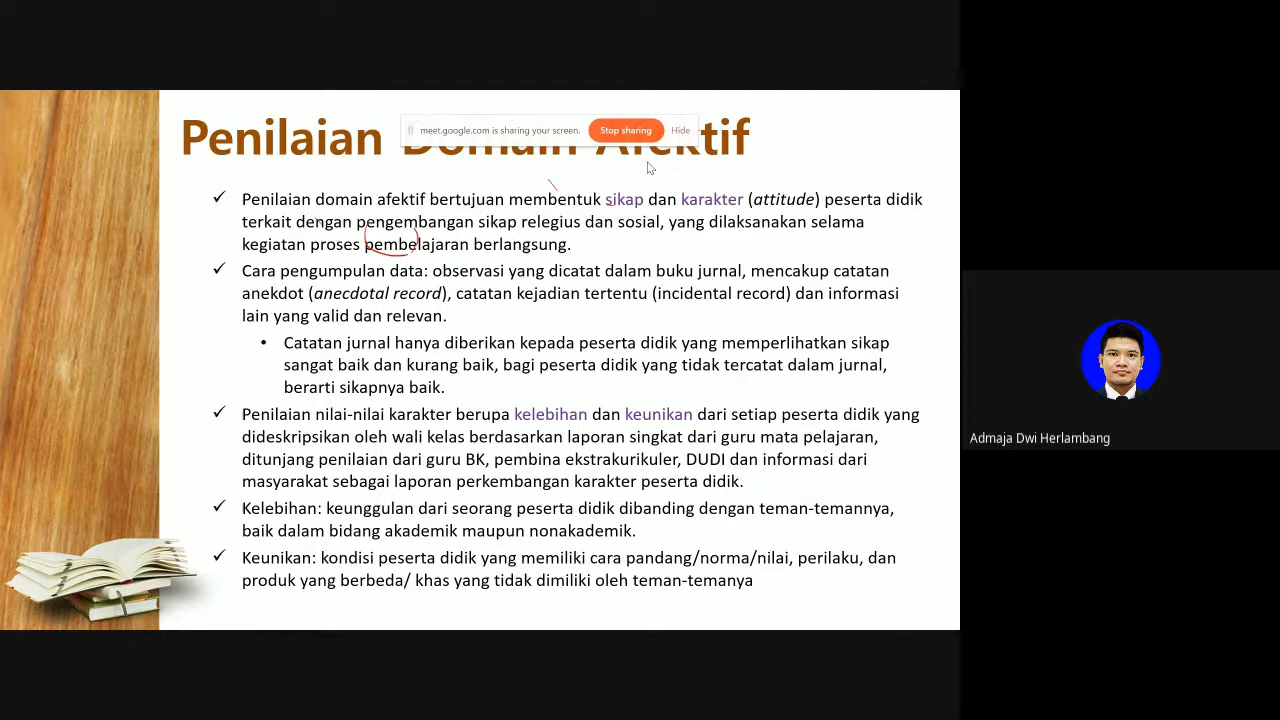 Penilaian Domain Afektif
meet.google.com is sharing your screen. Stop sharing Hide
✓ Penilaian domain afektif bertujuan membentuk sikap dan karakter (attitude) peserta didik
terkait dengan pengembangan sikap relegius dan sosial, yang dilaksanakan selama
kegiatan proses pembelajaran berlangsung.
✓ Cara pengumpulan data: observasi yang dicatat dalam buku jurnal, mencakup catatan
anekdot (anecdotal record), catatan kejadian tertentu (incidental record) dan informasi
lain yang valid dan relevan.
• Catatan jurnal hanya diberikan kepada peserta didik yang memperlihatkan sikap
sangat baik dan kurang baik, bagi peserta didik yang tidak tercatat dalam jurnal,
berarti sikapnya baik.
✓ Penilaian nilai-nilai karakter berupa kelebihan dan keunikan dari setiap peserta didik yang
dideskripsikan oleh wali kelas berdasarkan laporan singkat dari guru mata pelajaran,
ditunjang penilaian dari guru BK, pembina ekstrakurikuler, DUDI dan informasi dari
masyarakat sebagai laporan perkembangan karakter peserta didik.
✓ Kelebihan: keunggulan dari seorang peserta didik dibanding dengan teman-temannya,
baik dalam bidang akademik maupun nonakademik.
✓ Keunikan: kondisi peserta didik yang memiliki cara pandang/norma/nilai, perilaku, dan
produk yang berbeda/ khas yang tidak dimiliki oleh teman-temanya
Admaja Dwi Herlambang